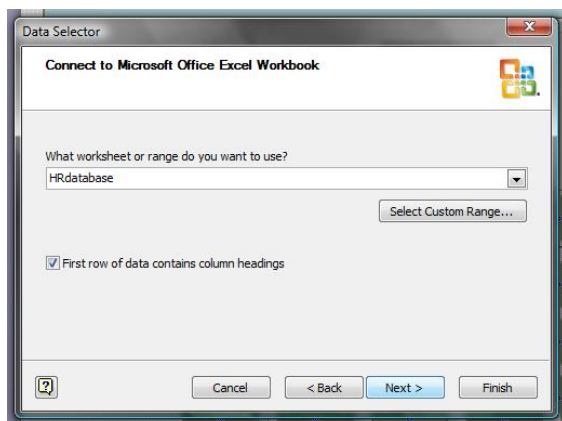 Data Selector
Connect to Microsoft Office Excel Workbook
What worksheet or range do you want to use?
HRdatabase
Select Custom Range...
First row of data contains column headings
Cancel
< Back
Next >
Finish